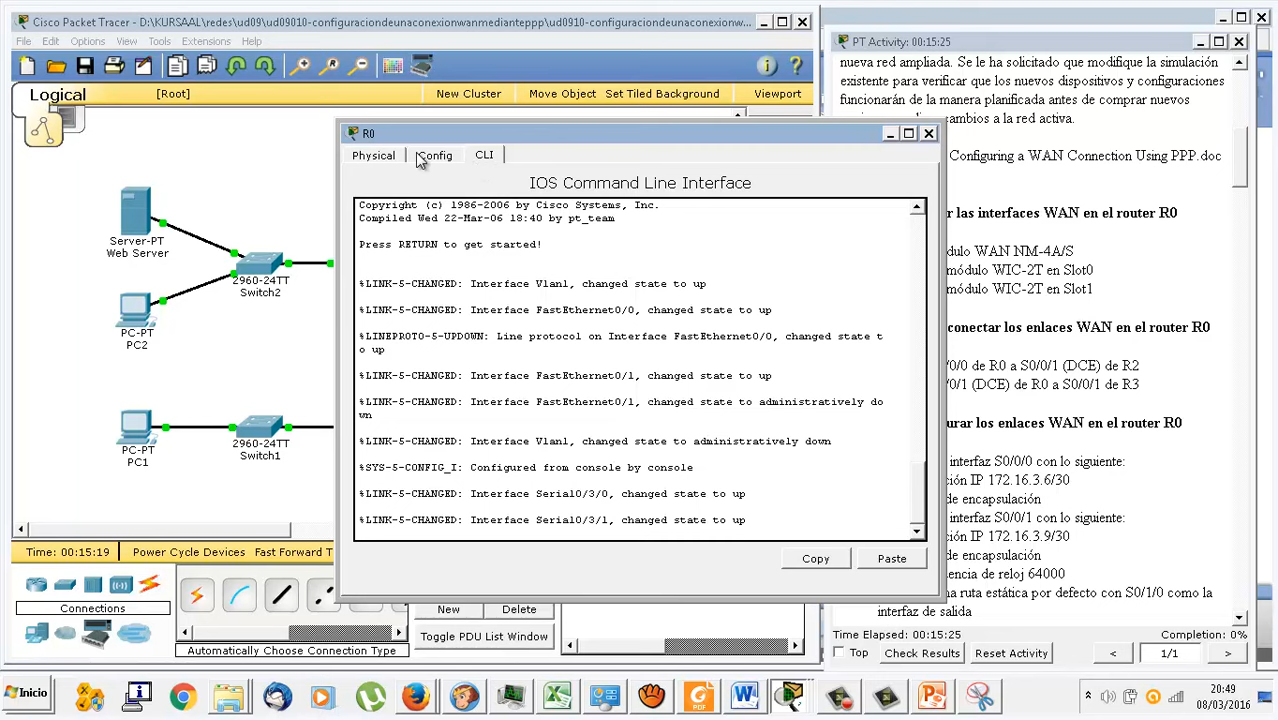 Cisco Packet Tracer - D:\KURSAAL\redes\ud09\ud09010-configuraciondeunaconexionwanmedianteppp\ud0910-configuraciondeunaconexionw...
File Edit Options View Tools Extensions Help
Logical
[Root]
New Cluster
Move Object
Set Tiled Background
Viewport
Server-PT
Web Server
2960-24TT
Switch2
PC-PT
PC2
PC-PT
PC1
2960-24TT
Switch1
R0
Physical
Config
CLI
IOS Command Line Interface
Copyright (c) 1986-2006 by Cisco Systems, Inc.
Compiled Wed 22-Mar-06 18:40 by pt_team
Press RETURN to get started!
%LINK-5-CHANGED: Interface Vlan1, changed state to up
%LINK-5-CHANGED: Interface FastEthernet0/0, changed state to up
%LINEPROTO-5-UPDOWN: Line protocol on Interface FastEthernet0/0, changed state t
o up
%LINK-5-CHANGED: Interface FastEthernet0/1, changed state to up
%LINK-5-CHANGED: Interface FastEthernet0/1, changed state to administratively do
wn
%LINK-5-CHANGED: Interface Vlan1, changed state to administratively down
%SYS-5-CONFIG_I: Configured from console by console
%LINK-5-CHANGED: Interface Serial0/3/0, changed state to up
%LINK-5-CHANGED: Interface Serial0/3/1, changed state to up
Copy
Paste
Time: 00:15:19
Power Cycle Devices
Fast Forward T
Connections
Automatically Choose Connection Type
New
Delete
Toggle PDU List Window
PT Activity: 00:15:25
nueva red ampliada. Se le ha solicitado que modifique la simulación
existente para verificar que los nuevos dispositivos y configuraciones
funcionarán de la manera planificada antes de comprar nuevos
cambios a la red activa.
Configuring a WAN Connection Using PPP.doc
ar las interfaces WAN en el router R0
dulo WAN NM-4A/S
módulo WIC-2T en Slot0
módulo WIC-2T en Slot1
conectar los enlaces WAN en el router R0
/0/0 de R0 a S0/0/1 (DCE) de R2
/0/1 (DCE) de R0 a S0/0/1 de R3
urar los enlaces WAN en el router R0
interfaz S0/0/0 con lo siguiente:
ción IP 172.16.3.6/30
de encapsulación
interfaz S0/0/1 con lo siguiente:
ción IP 172.16.3.9/30
de encapsulación
encia de reloj 64000
na ruta estática por defecto con S0/1/0 como la
interfaz de salida
Time Elapsed: 00:15:25
Completion: 0%
Top
Check Results
Reset Activity
<
1/1
>
Inicio
PDF
20:49
08/03/2016